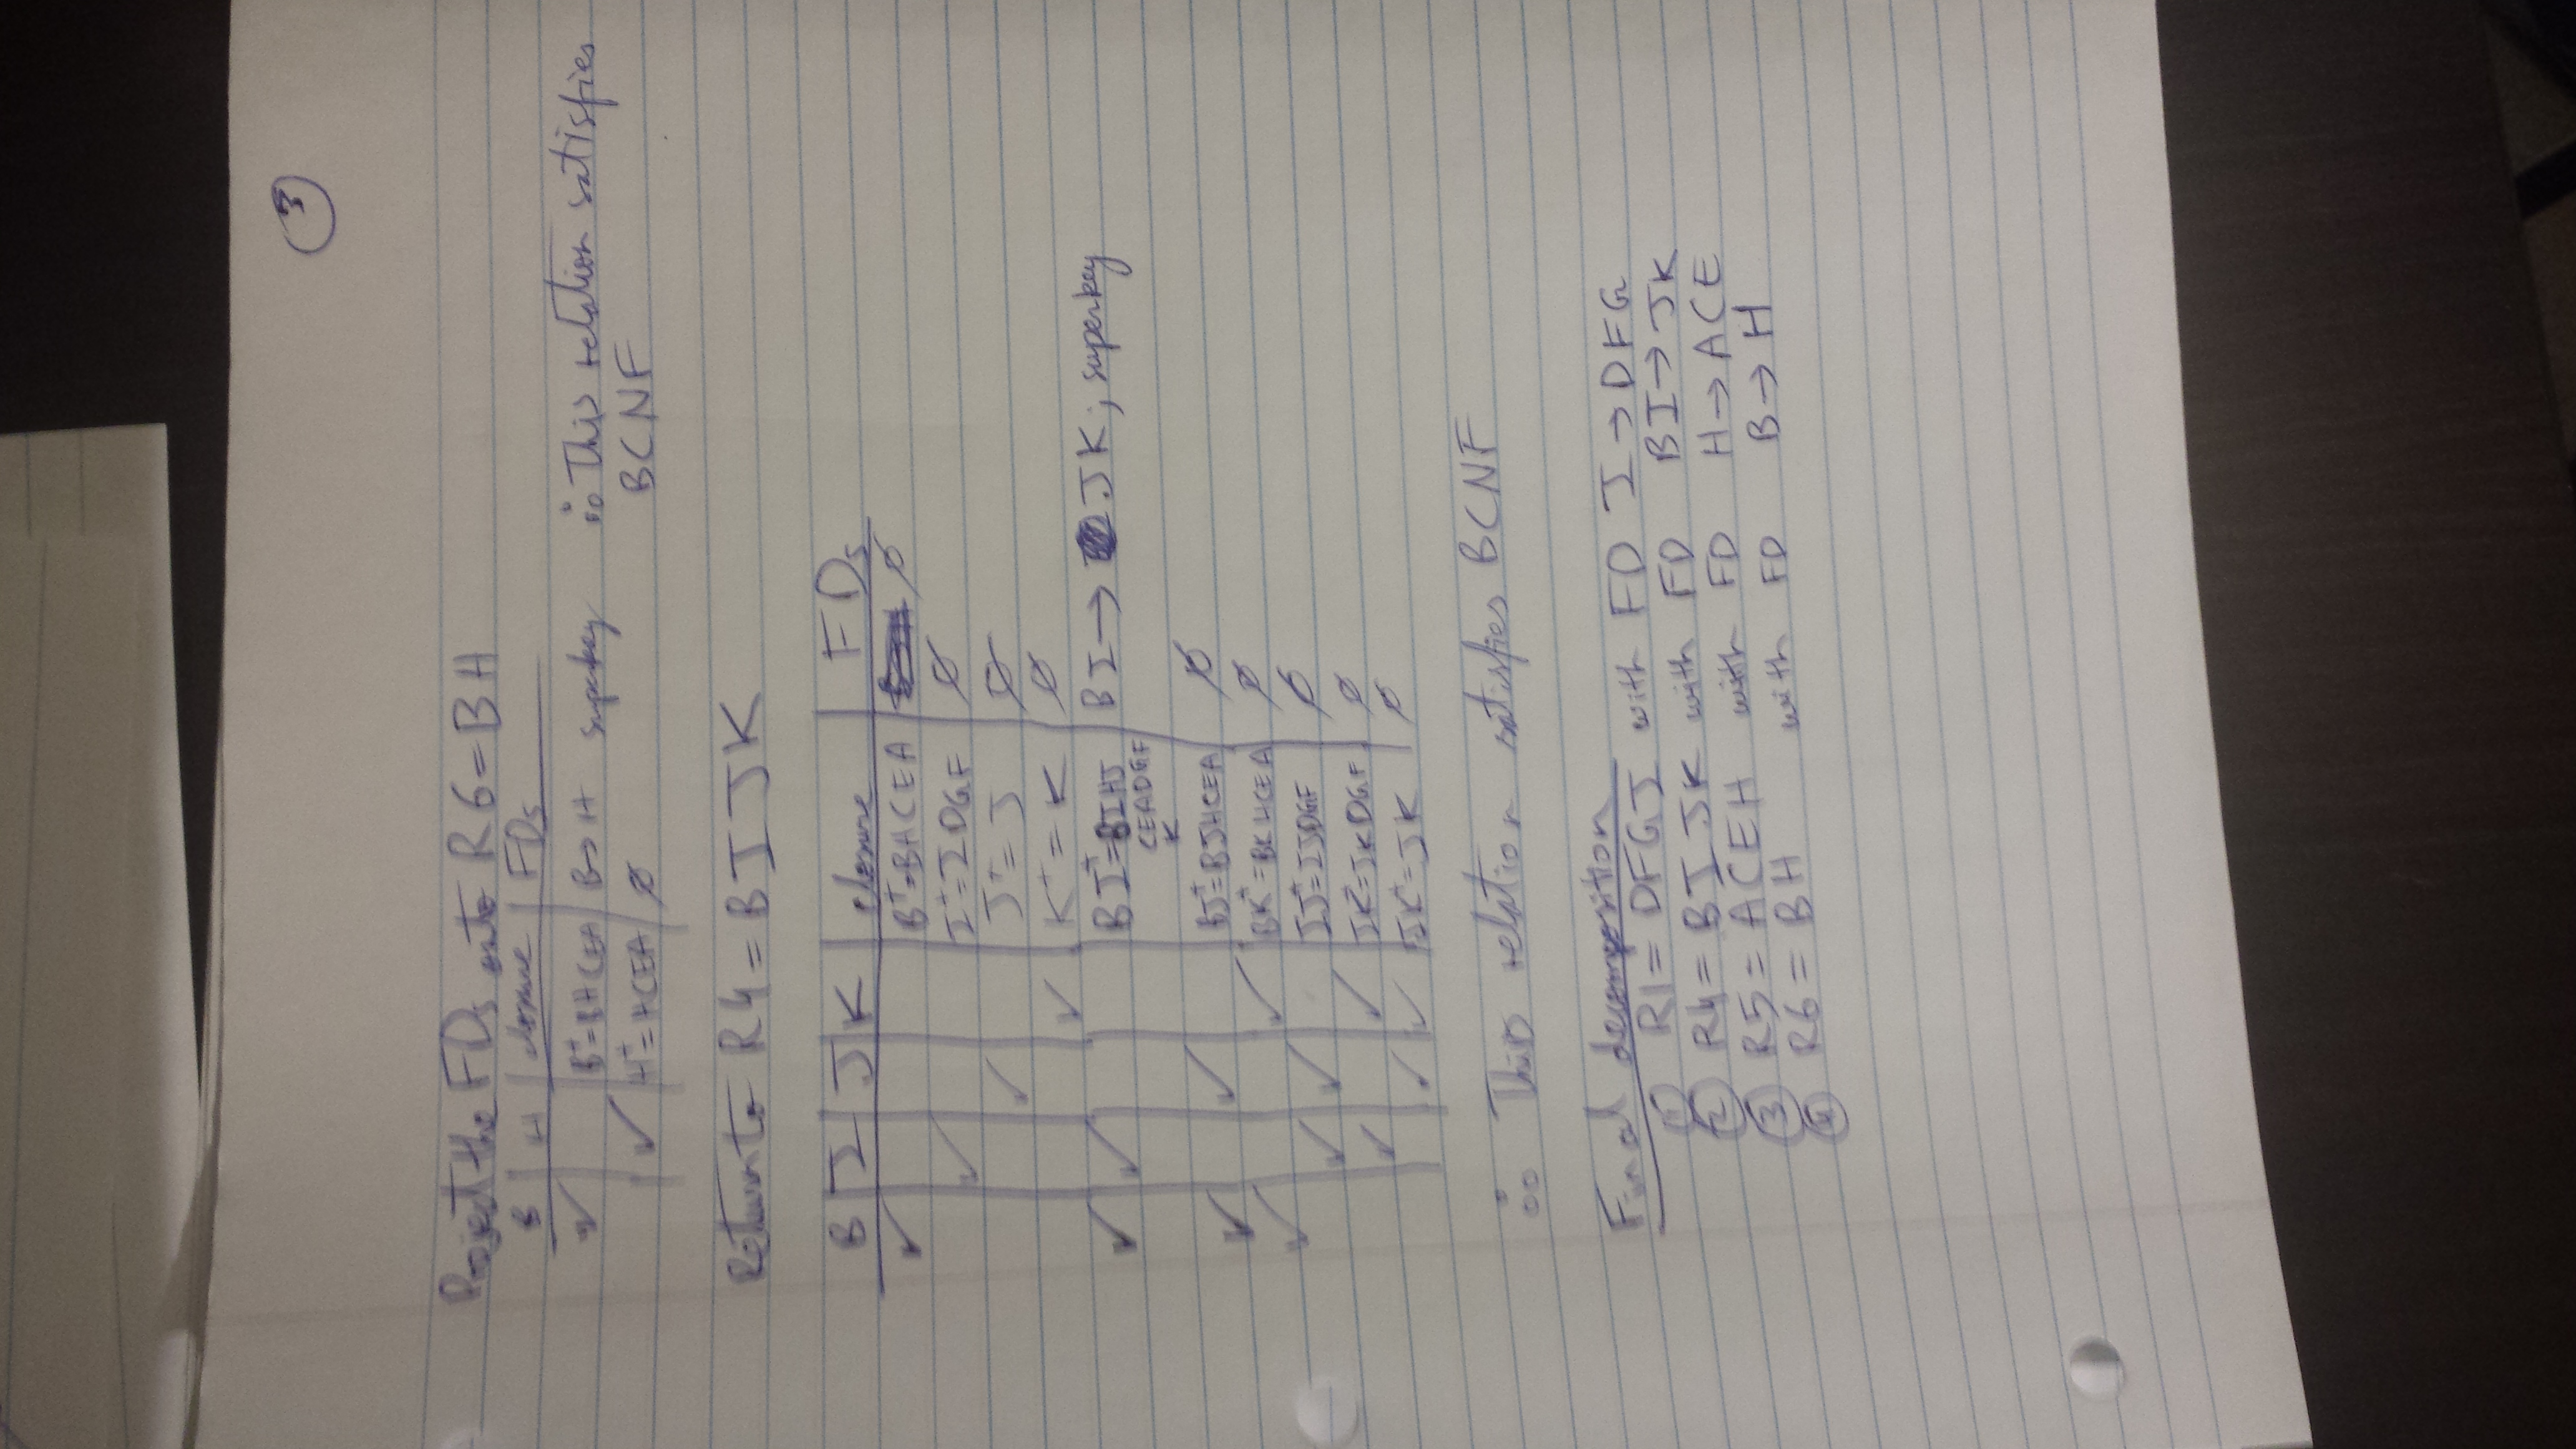 3
Project the FDs onto R6 = BH
B | H | closure | FDs
✓ | | B⁺=BHCEA | B→H superkey ∴ This relation satisfies
| ✓ | H⁺=HCEA | ∅ BCNF
Return to R4 = BIJK
B | I | J | K | closure | FDs
✓ | | | | B⁺=BHCEA | ∅
| ✓ | | | I⁺=IDGF | ∅
| | ✓ | | J⁺=J | ∅
| | | ✓ | K⁺=K | ∅
✓ | ✓ | | | BI⁺=BIHJ | BI → JK; superkey
CEADGF
K
✓ | | ✓ | | BJ⁺=BJHCEA | ∅
✓ | | | ✓ | BK⁺=BKHCEA | ∅
| ✓ | ✓ | | IJ⁺=IJDGF | ∅
| ✓ | | ✓ | IK⁺=IKDGF | ∅
| | ✓ | ✓ | JK⁺=JK | ∅
∴ This relation satisfies BCNF
Final decomposition
① R1 = DFGI with FD I→DFG
② R4 = BIJK with FD BI→JK
③ R5 = ACEH with FD H→ACE
④ R6 = BH with FD B→H